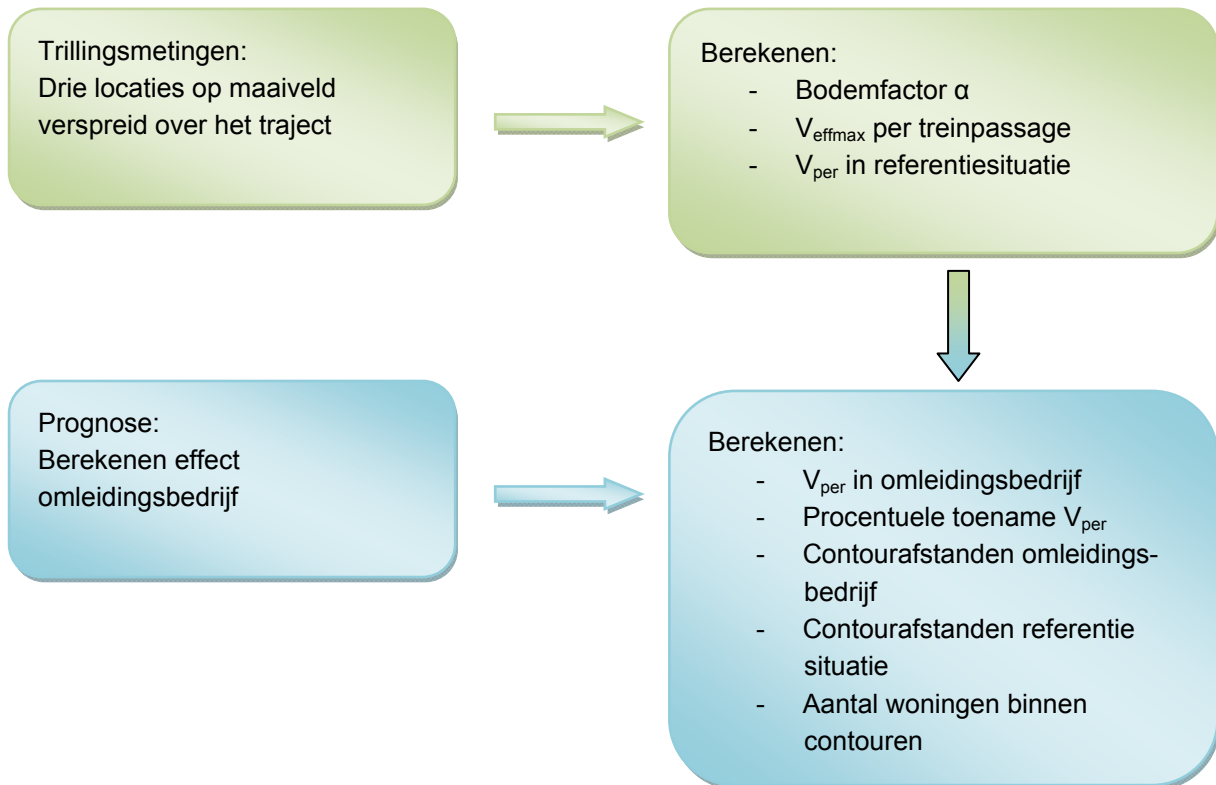 Trillingsmetingen:
Drie locaties op maaiveld
verspreid over het traject
Berekenen:
- Bodemfactor α
- Veffmax per treinpassage
- Vper in referentiesituatie
Prognose:
Berekenen effect
omleidingsbedrijf
Berekenen:
- Vper in omleidingsbedrijf
- Procentuele toename Vper
- Contourafstanden omleidings-
bedrijf
- Contourafstanden referentie
situatie
- Aantal woningen binnen
contouren